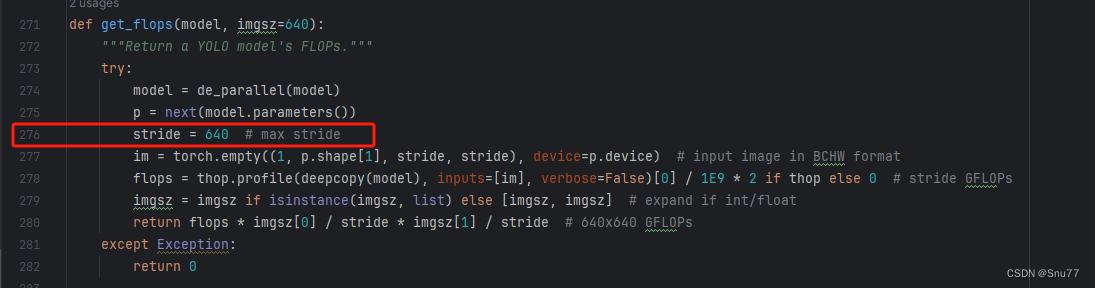 2 usages
271 def get_flops(model, imgsz=640):
272 """Return a YOLO model's FLOPs."""
273 try:
274 model = de_parallel(model)
275 p = next(model.parameters())
276 stride = 640 # max stride
277 im = torch.empty((1, p.shape[1], stride, stride), device=p.device) # input image in BCHW format
278 flops = thop.profile(deepcopy(model), inputs=[im], verbose=False)[0] / 1E9 * 2 if thop else 0 # stride GFLOPs
279 imgsz = imgsz if isinstance(imgsz, list) else [imgsz, imgsz] # expand if int/float
280 return flops * imgsz[0] / stride * imgsz[1] / stride # 640x640 GFLOPs
281 except Exception:
282 return 0
CSDN @Snu77